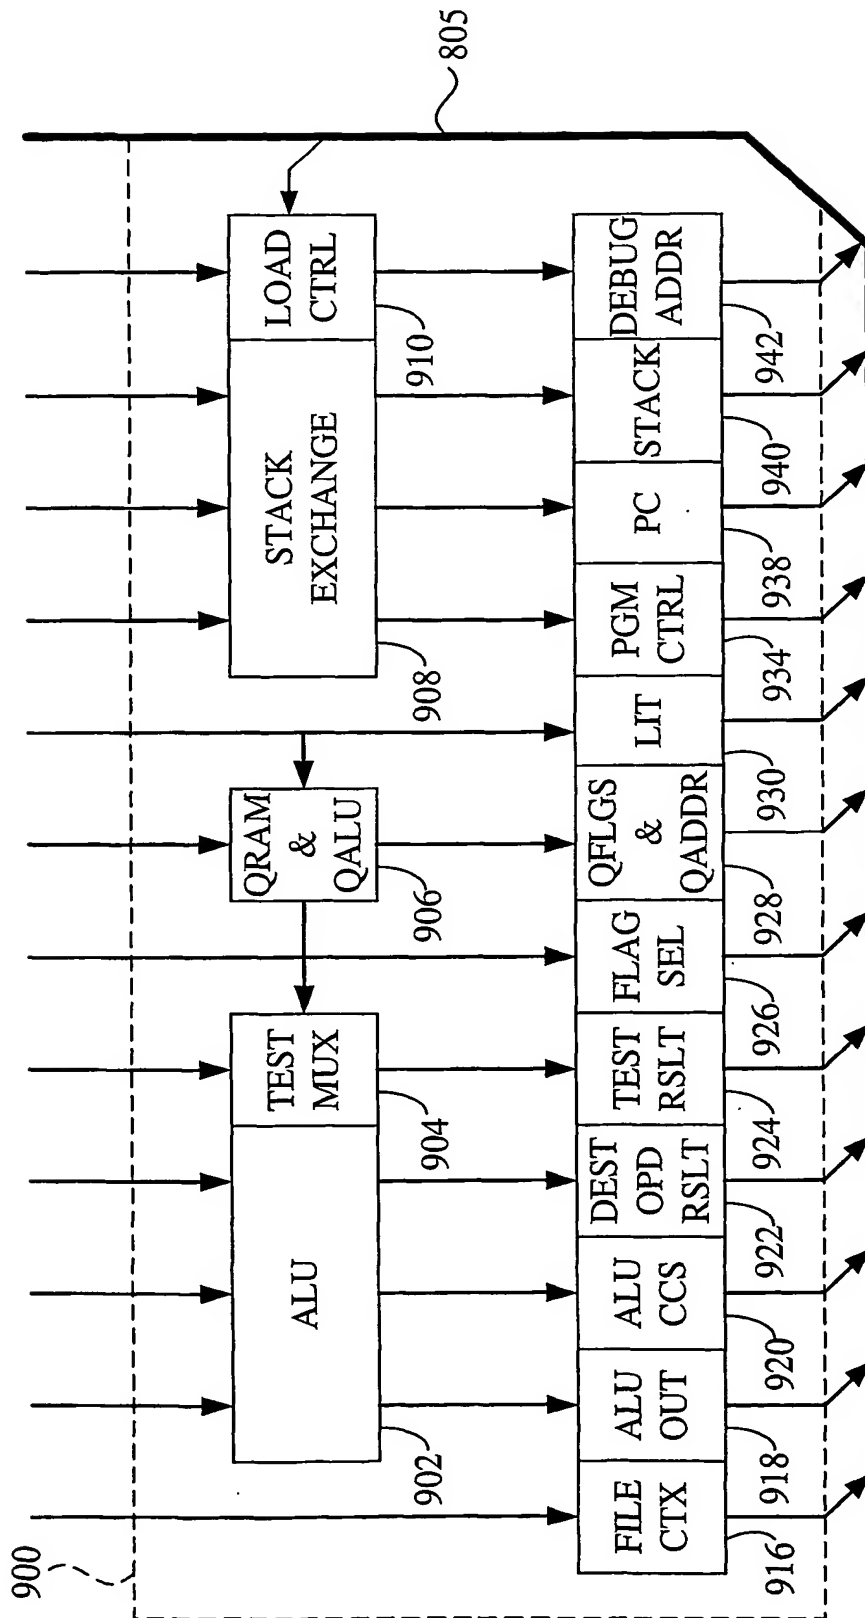 900
805
ALU
902
TEST
MUX
904
QRAM
&
QALU
906
STACK
EXCHANGE
908
LOAD
CTRL
910
FILE
CTX
916
ALU
OUT
918
ALU
CCS
920
DEST
OPD
RSLT
922
TEST
RSLT
924
FLAG
SEL
926
QFLGS
&
QADDR
928
LIT
930
PGM
CTRL
934
PC
938
STACK
940
DEBUG
ADDR
942